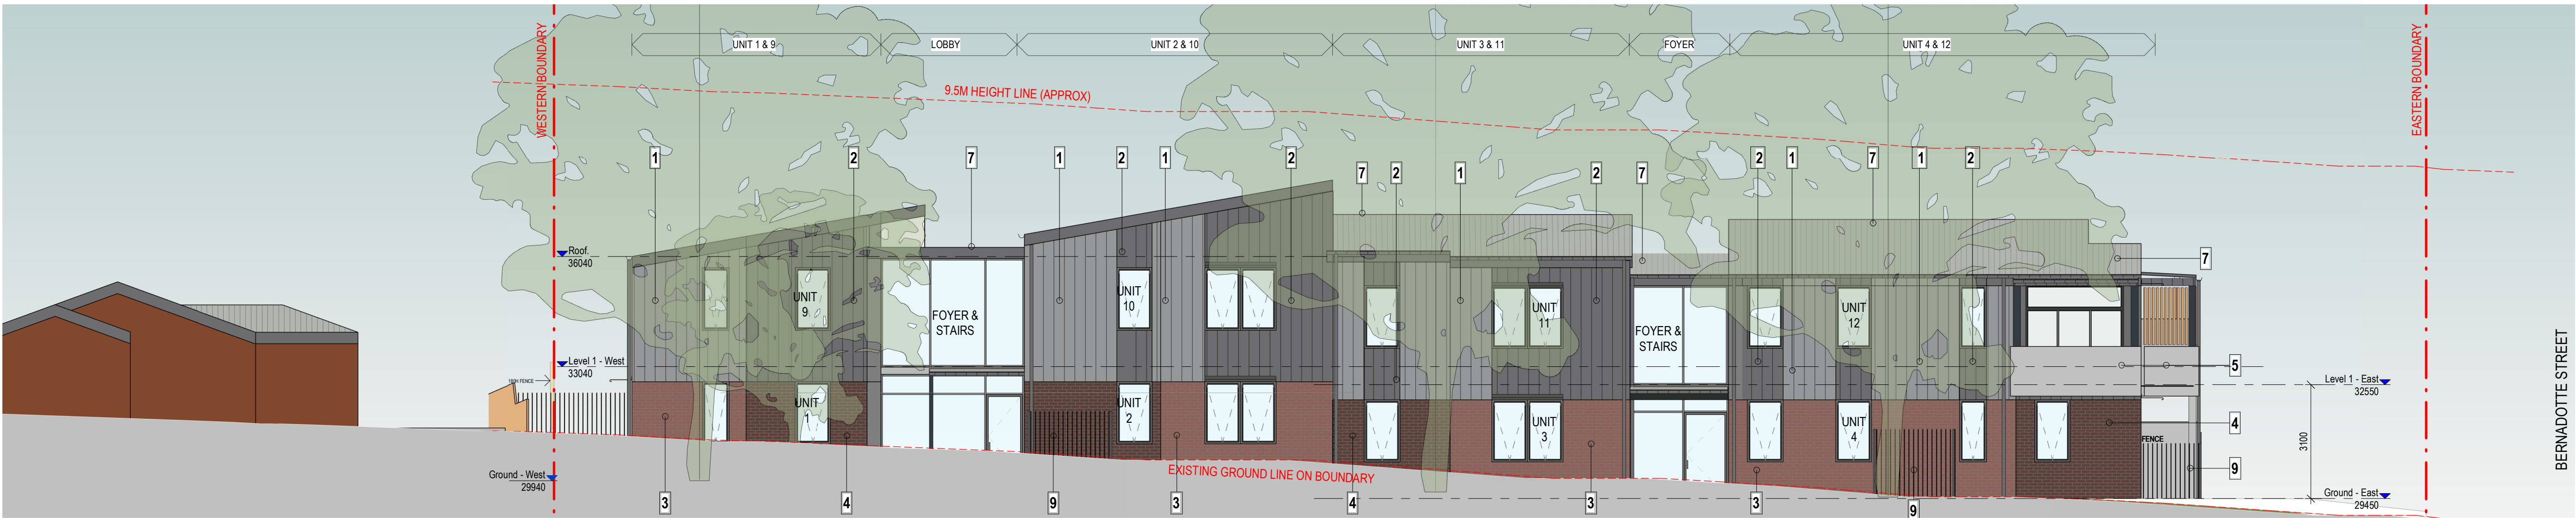 WESTERN BOUNDARY
UNIT 1 & 9
LOBBY
UNIT 2 & 10
UNIT 3 & 11
FOYER
UNIT 4 & 12
EASTERN BOUNDARY
9.5M HEIGHT LINE (APPROX)
1
2
7
1
2
1
2
7
2
1
2
7
2
1
7
1
2
Roof.
36040
7
UNIT
9
FOYER &
STAIRS
UNIT
10
UNIT
11
FOYER &
STAIRS
UNIT
12
BERNADOTTE STREET
Level 1 - West
33040
5
180H FENCE
Level 1 - East
32550
UNIT
1
UNIT
2
UNIT
3
UNIT
4
4
FENCE
3100
9
EXISTING GROUND LINE ON BOUNDARY
Ground - West
29940
Ground - East
29450
3
4
9
3
4
3
3
9